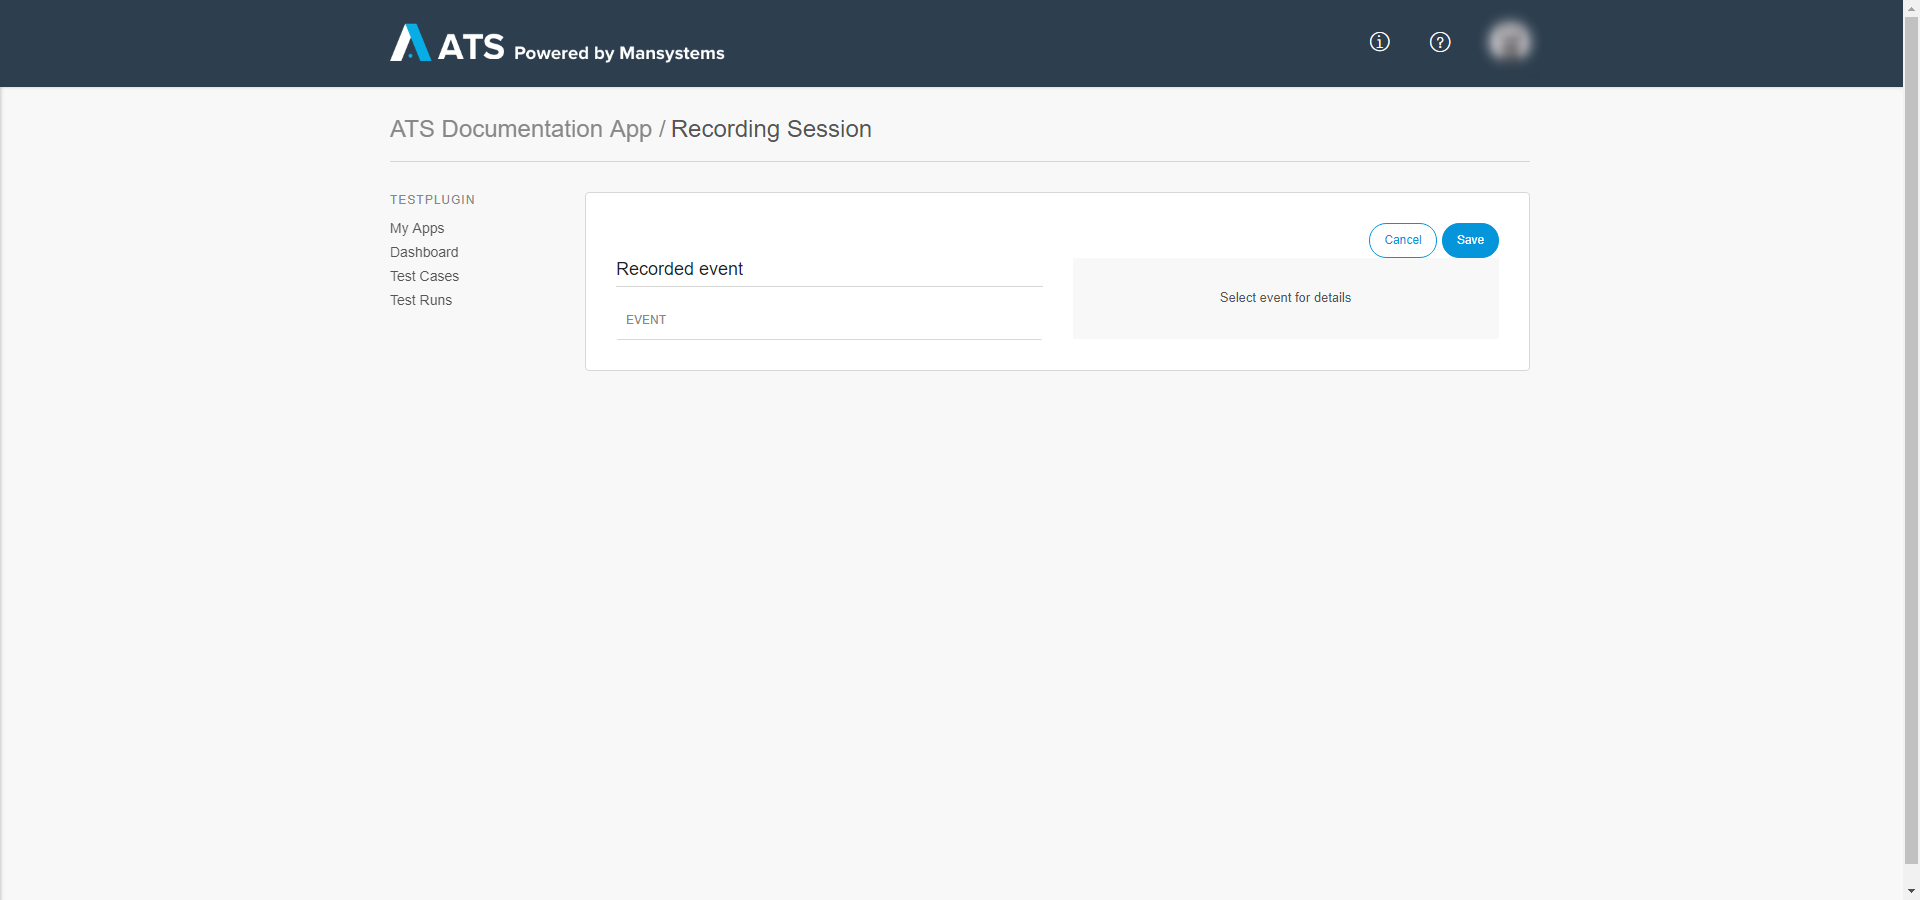 ATS Powered by Mansystems
ATS Documentation App / Recording Session
TESTPLUGIN
My Apps
Dashboard
Test Cases
Test Runs
Cancel Save
Recorded event
Select event for details
EVENT